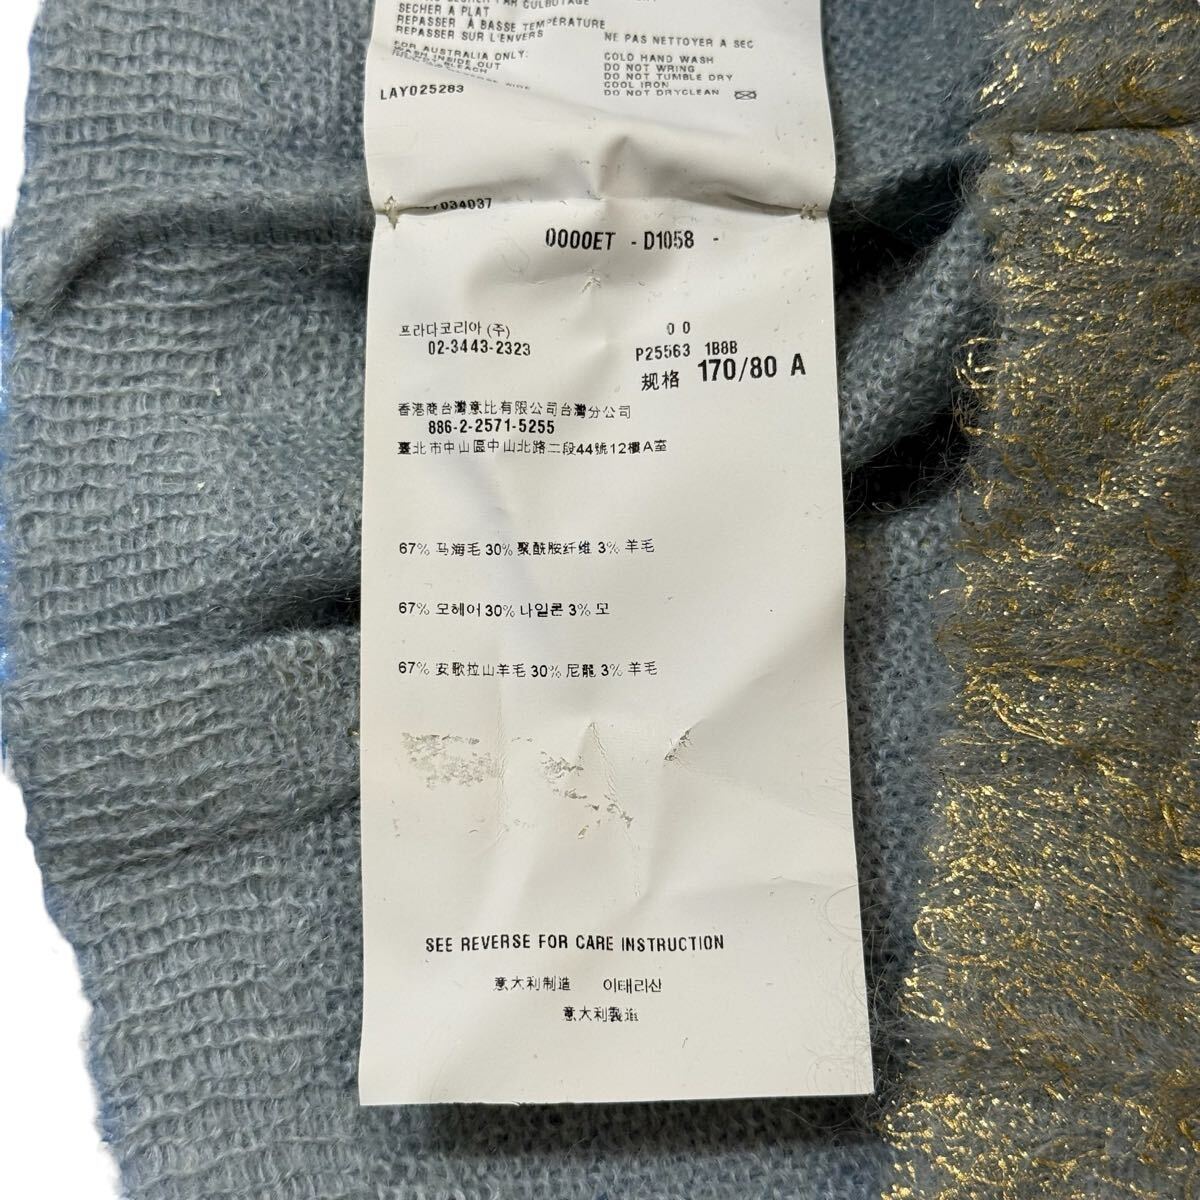 SECHER A PLAT
REPASSER A BASSE TEMPÉRATURE
REPASSER SUR L'ENVERS
NE PAS NETTOYER A SEC
FOR AUSTRALIA ONLY:
WASH INSIDE OUT
COLD HAND WASH
DO NOT WRING
DO NOT TUMBLE DRY
COOL IRON
DO NOT DRYCLEAN
LAY025283
034037
0000ET - D1058 -
프라다코리아 (주)
02-3443-2323
0 0
P25563 1B8B
规格 170/80 A
香港商台灣意比有限公司台灣分公司
886-2-2571-5255
臺北市中山區中山北路二段44號12樓A室
67% 马海毛 30% 聚酰胺纤维 3% 羊毛
67% 모헤어 30% 나일론 3% 모
67% 安歌拉山羊毛 30% 尼龍 3% 羊毛
SEE REVERSE FOR CARE INSTRUCTION
意大利制造 이태리산
意大利製造